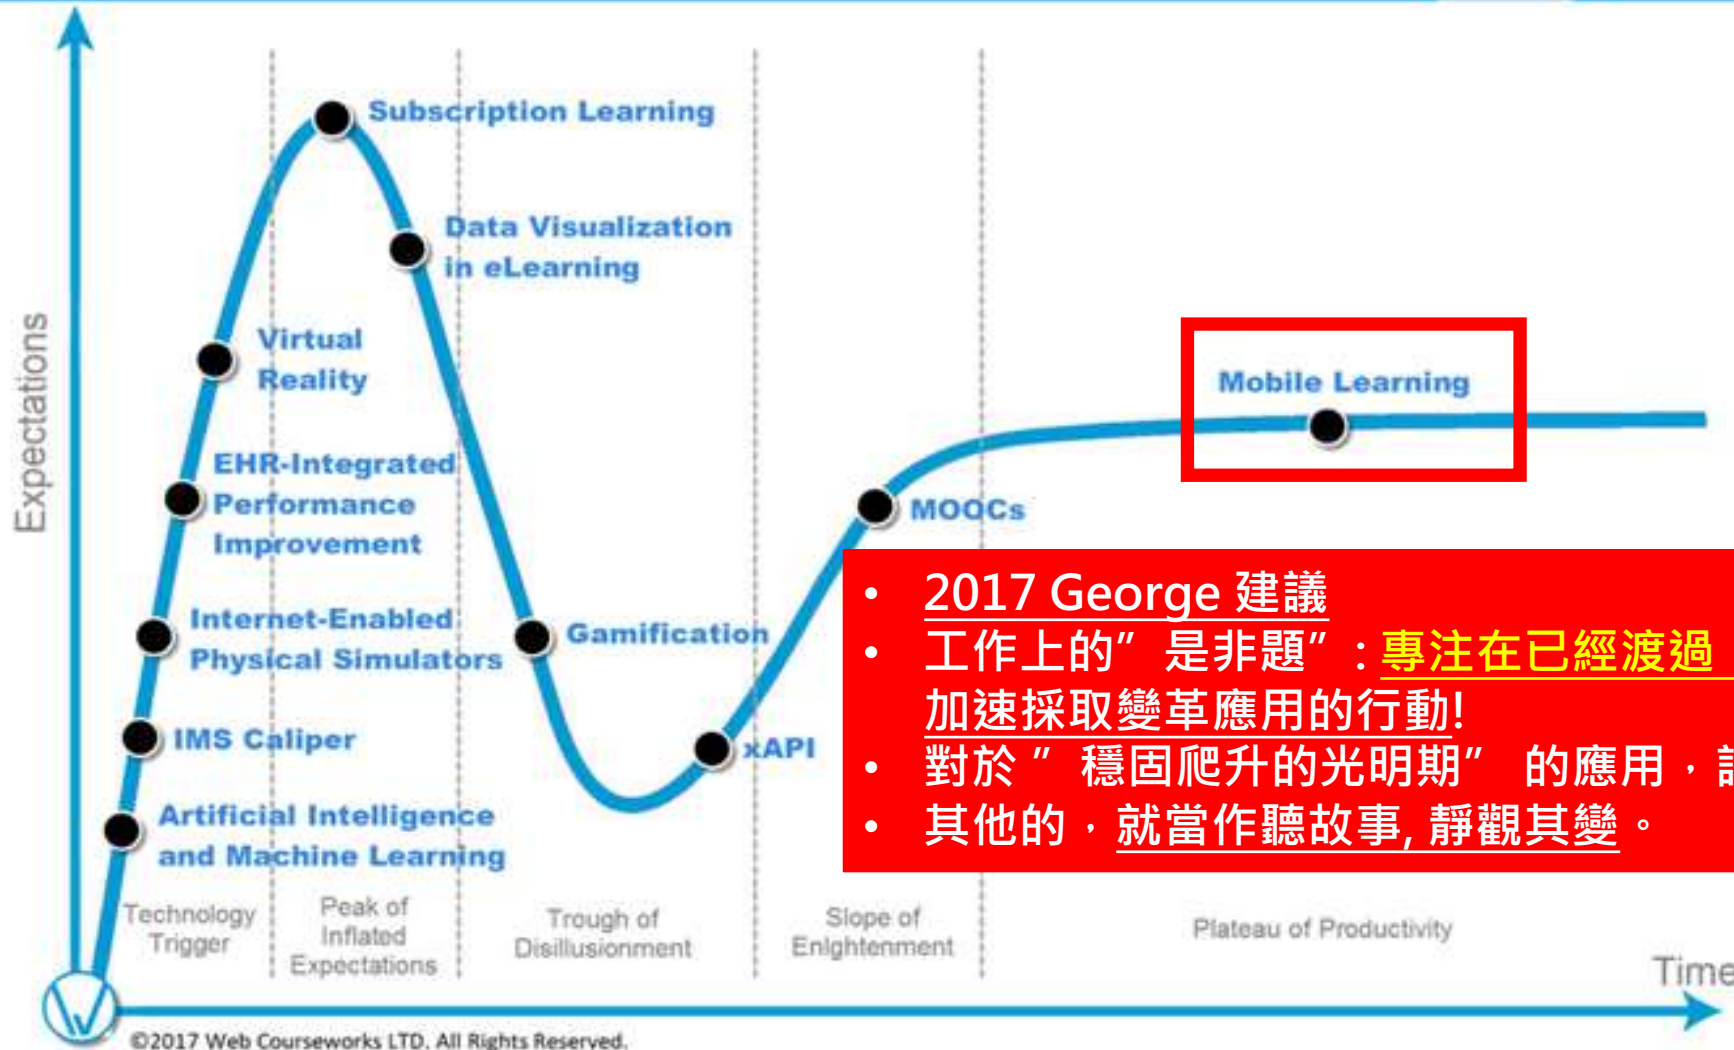 Subscription Learning
Data Visualization
in eLearning
Virtual
Reality
Mobile Learning
EHR-Integrated
Performance
Improvement
MOOCs
Internet-Enabled
Physical Simulators
Gamification
IMS Caliper
xAPI
Artificial Intelligence
and Machine Learning
Expectations
• 2017 George 建議
• 工作上的”是非題”:專注在已經渡過
加速採取變革應用的行動!
• 對於 ”穩固爬升的光明期” 的應用,
• 其他的,就當作聽故事, 靜觀其變。
Technology
Trigger
Peak of
Inflated
Expectations
Trough of
Disillusionment
Slope of
Enlghtenment
Plateau of Productivity
Time
©2017 Web Courseworks LTD. All Rights Reserved.